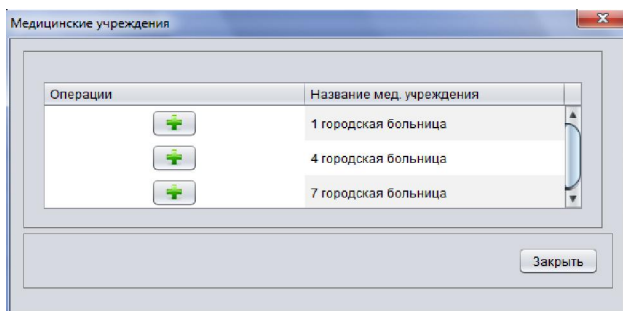 Медицинские учреждения
Операции Название мед. учреждения
1 городская больница
4 городская больница
7 городская больница
Закрыть